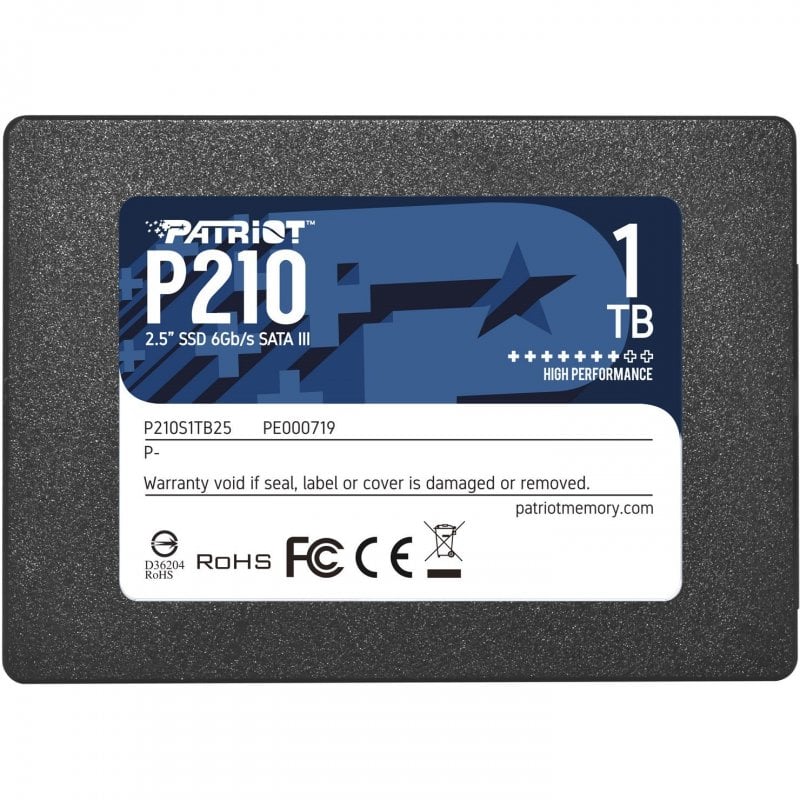 PATRIOT™
P210
2.5” SSD 6Gb/s SATA III
1
TB
HIGH PERFORMANCE
P210S1TB25 PE000719
P-
Warranty void if seal, label or cover is damaged or removed.
patriotmemory.com
D36204
RoHS
RoHS
FC CE